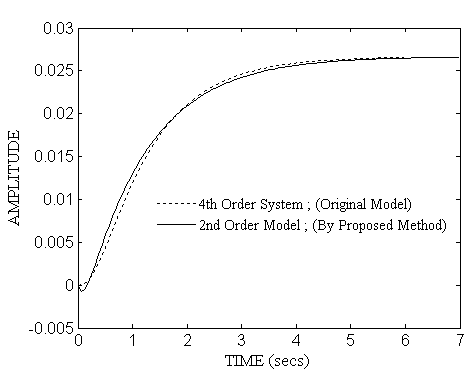 0.03
0.025
0.02
0.015
0.01
0.005
0
-0.005
AMPLITUDE
4th Order System ; (Original Model)
2nd Order Model ; (By Proposed Method)
0 1 2 3 4 5 6 7
TIME (secs)